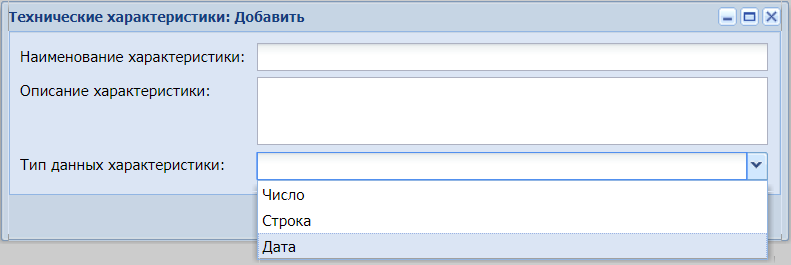 Технические характеристики: Добавить
Наименование характеристики:
Описание характеристики:
Тип данных характеристики:
Число
Строка
Дата